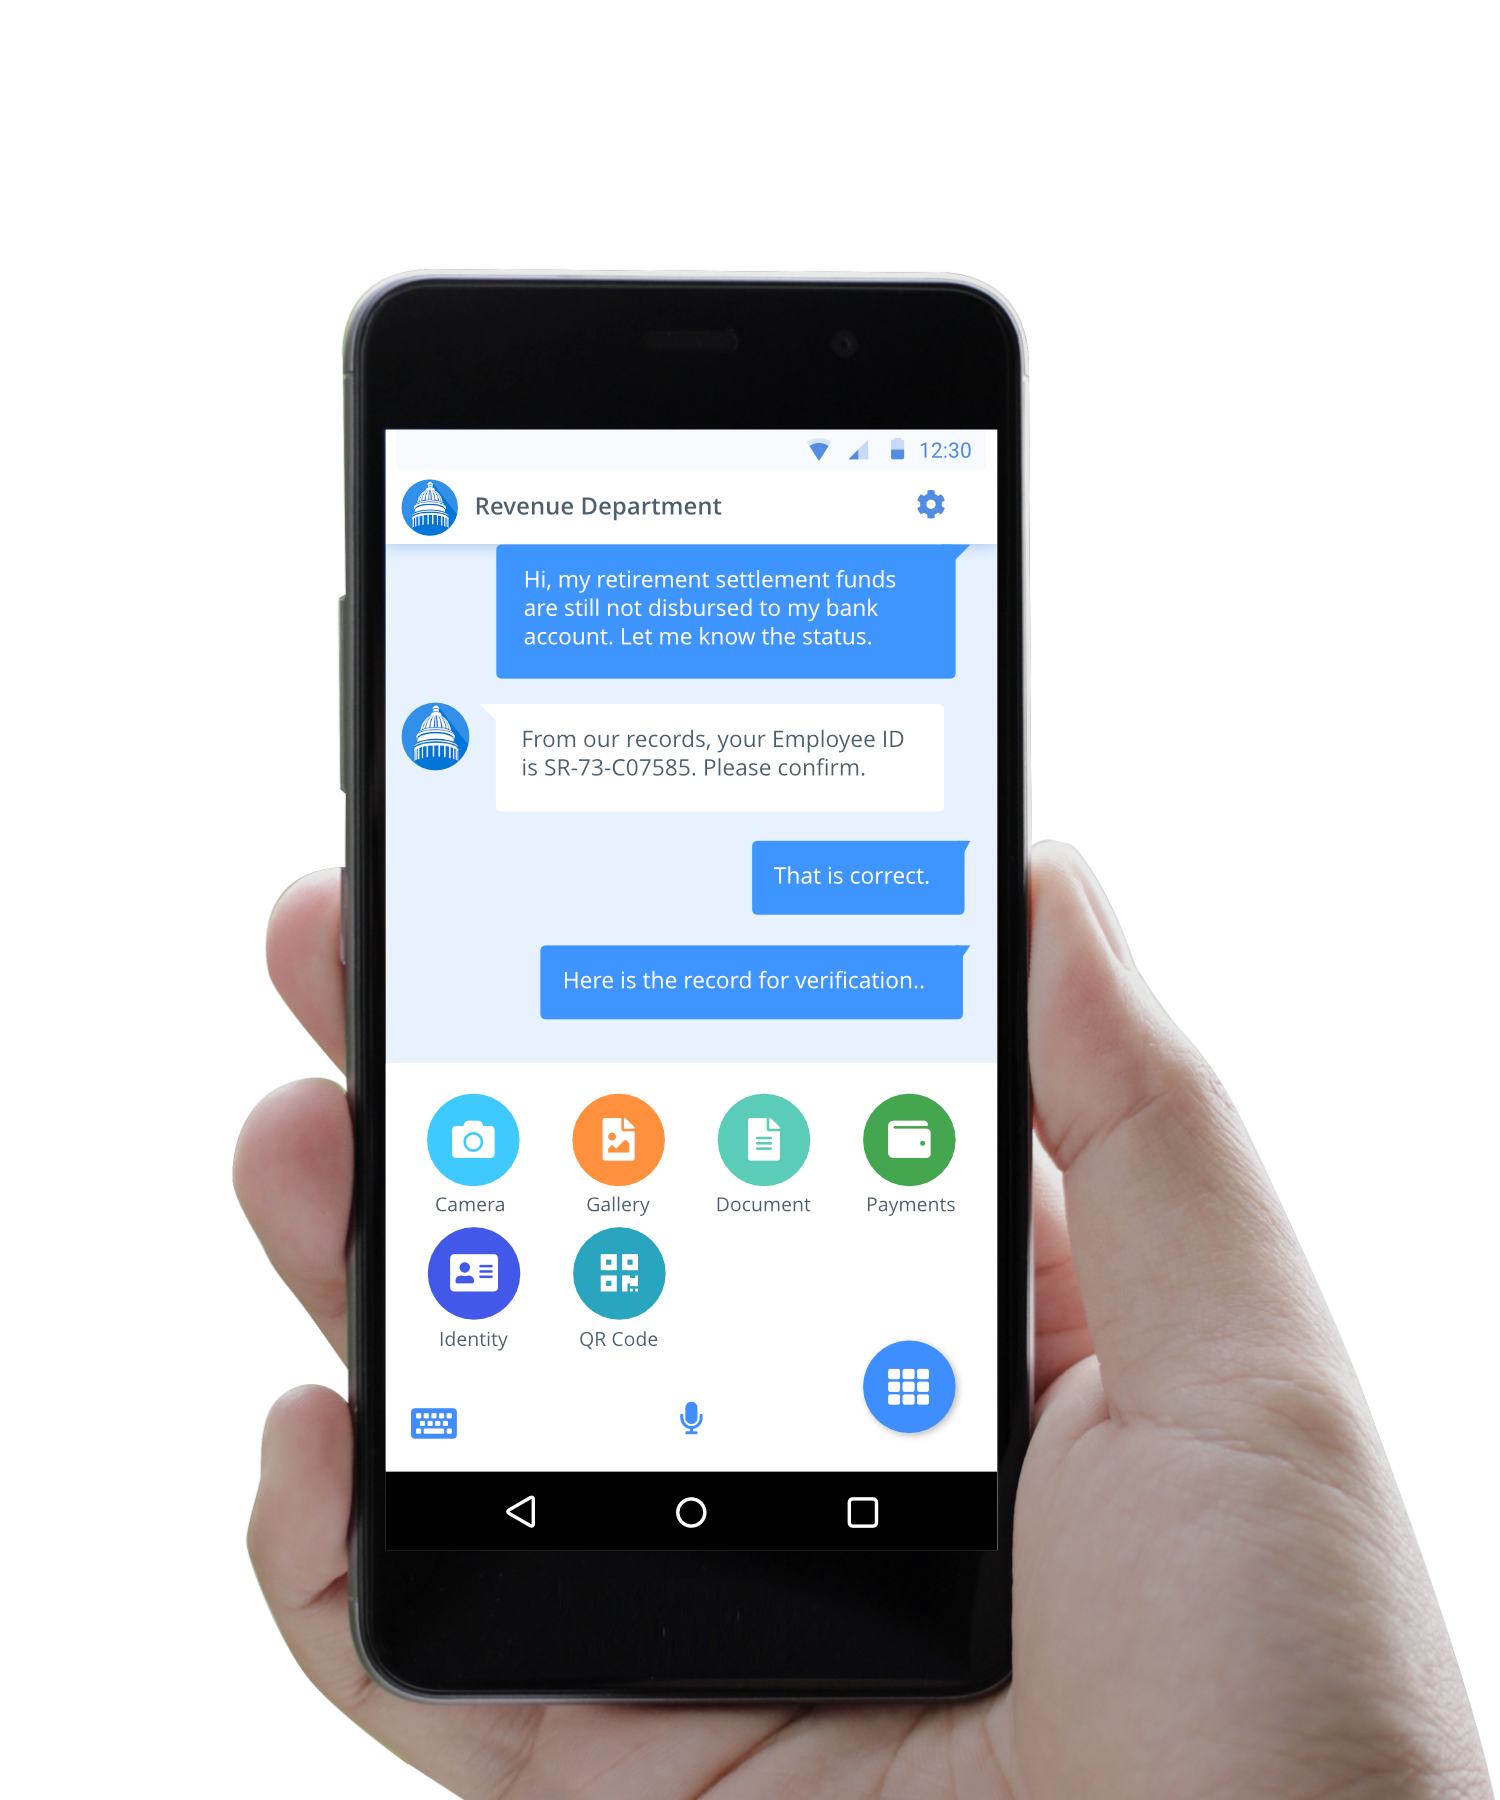 12:30
Revenue Department
Hi, my retirement settlement funds
are still not disbursed to my bank
account. Let me know the status.
From our records, your Employee ID
is SR-73-C07585. Please confirm.
That is correct.
Here is the record for verification..
Camera
Gallery
Document
Payments
Identity
QR Code